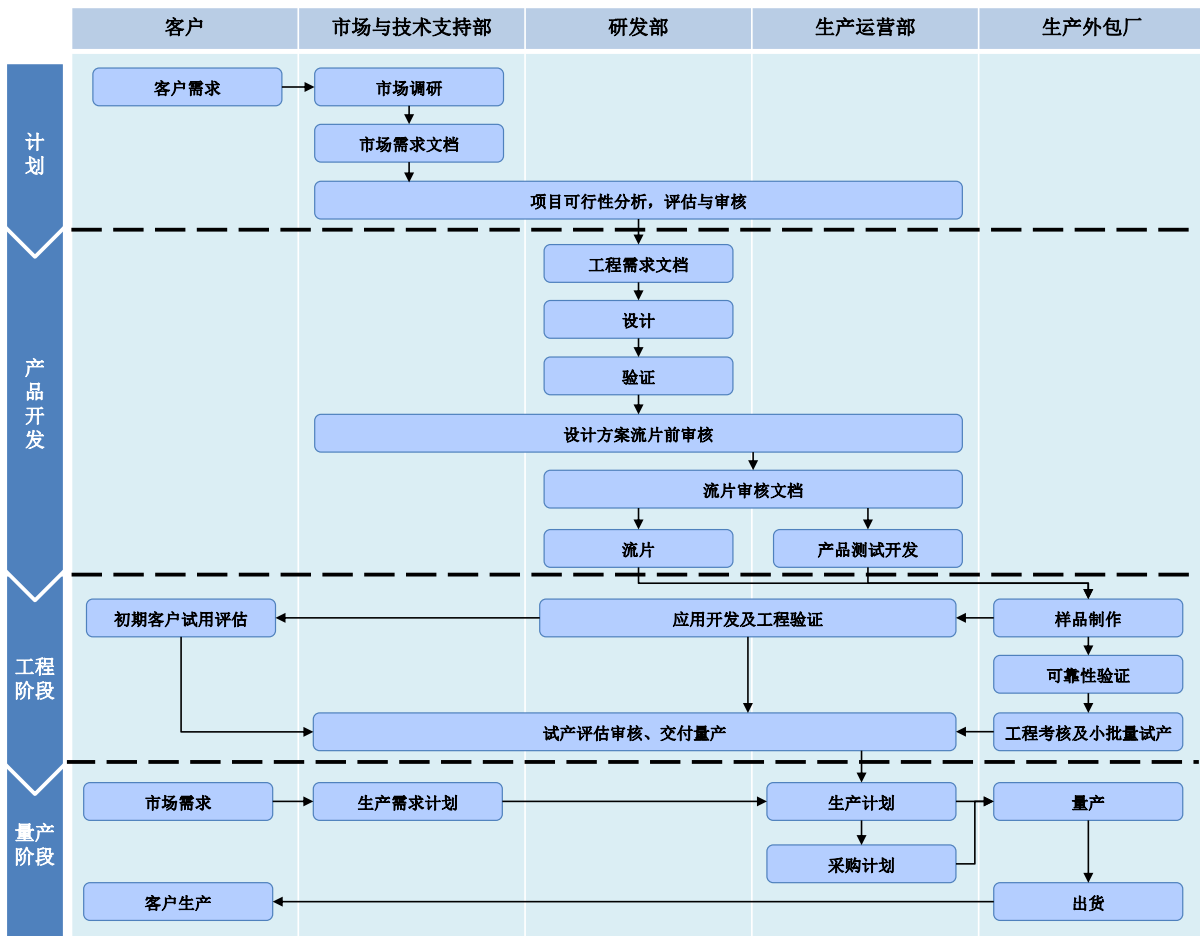 客户
市场与技术支持部
研发部
生产运营部
生产外包厂
计
划
客户需求
市场调研
市场需求文档
项目可行性分析，评估与审核
产
品
开
发
工程需求文档
设计
验证
设计方案流片前审核
流片审核文档
流片
产品测试开发
工程
阶段
初期客户试用评估
应用开发及工程验证
样品制作
可靠性验证
试产评估审核、交付量产
工程考核及小批量试产
量产
阶段
市场需求
生产需求计划
生产计划
量产
采购计划
客户生产
出货